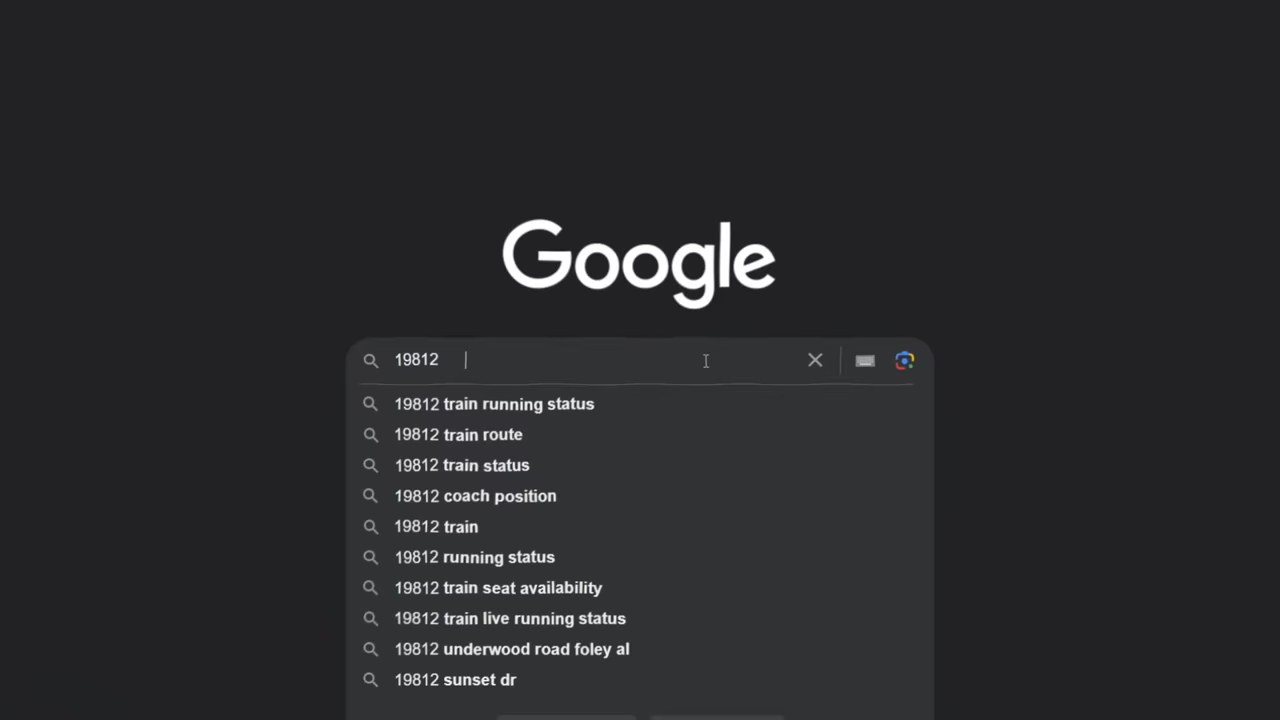 Google
19812
19812 train running status
19812 train route
19812 train status
19812 coach position
19812 train
19812 running status
19812 train seat availability
19812 train live running status
19812 underwood road foley al
19812 sunset dr